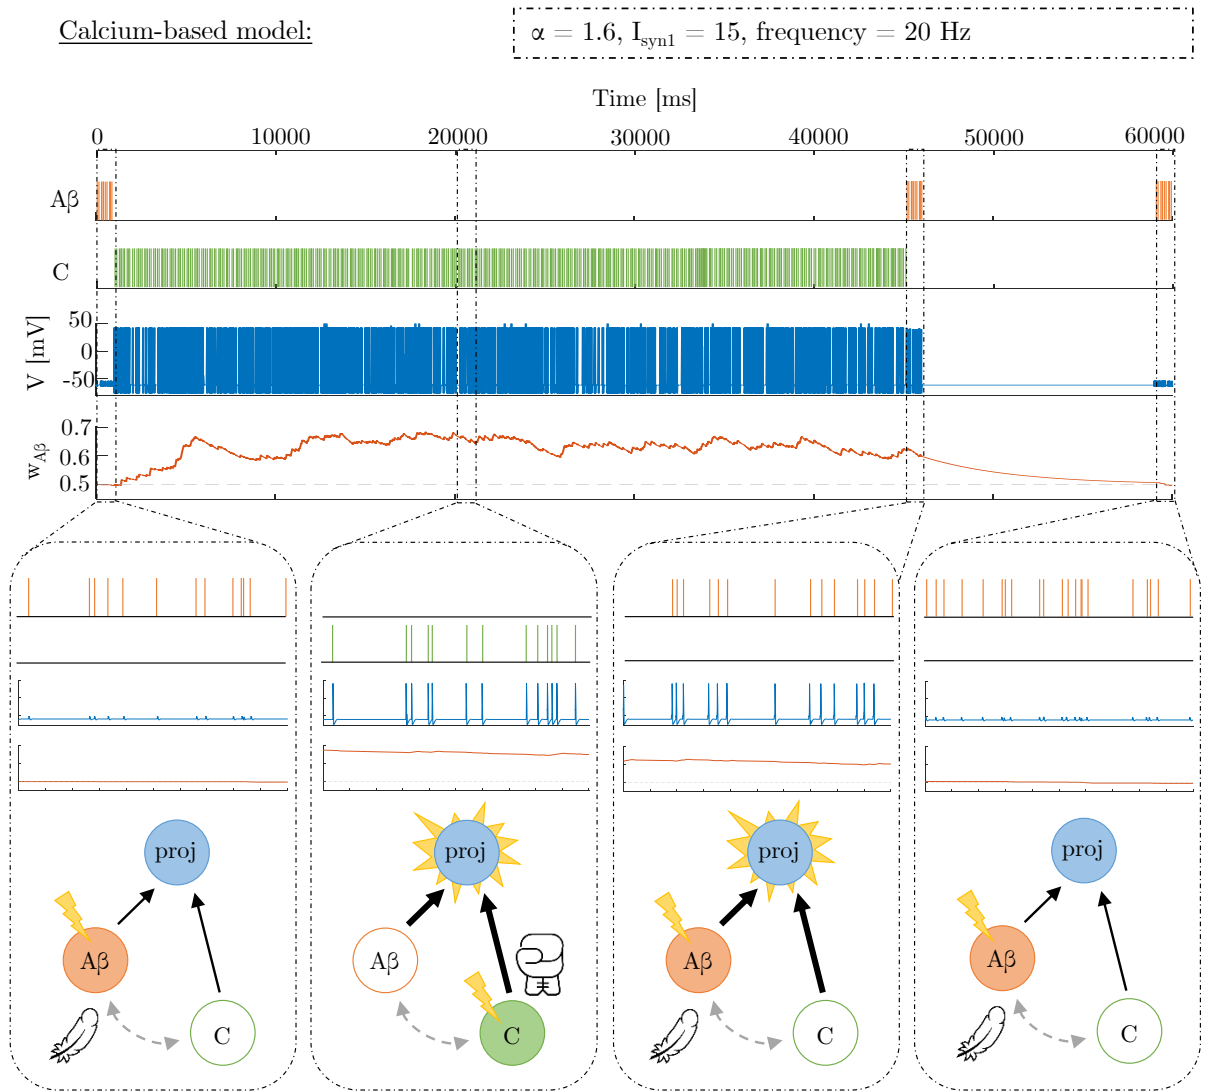 Calcium-based model:
α = 1.6, I_syn1 = 15, frequency = 20 Hz
Time [ms]
0 10000 20000 30000 40000 50000 60000
Aβ
C
V [mV]
50
0
-50
w_Aβ
0.7
0.6
0.5
proj proj proj proj
Aβ Aβ Aβ Aβ
C C C C